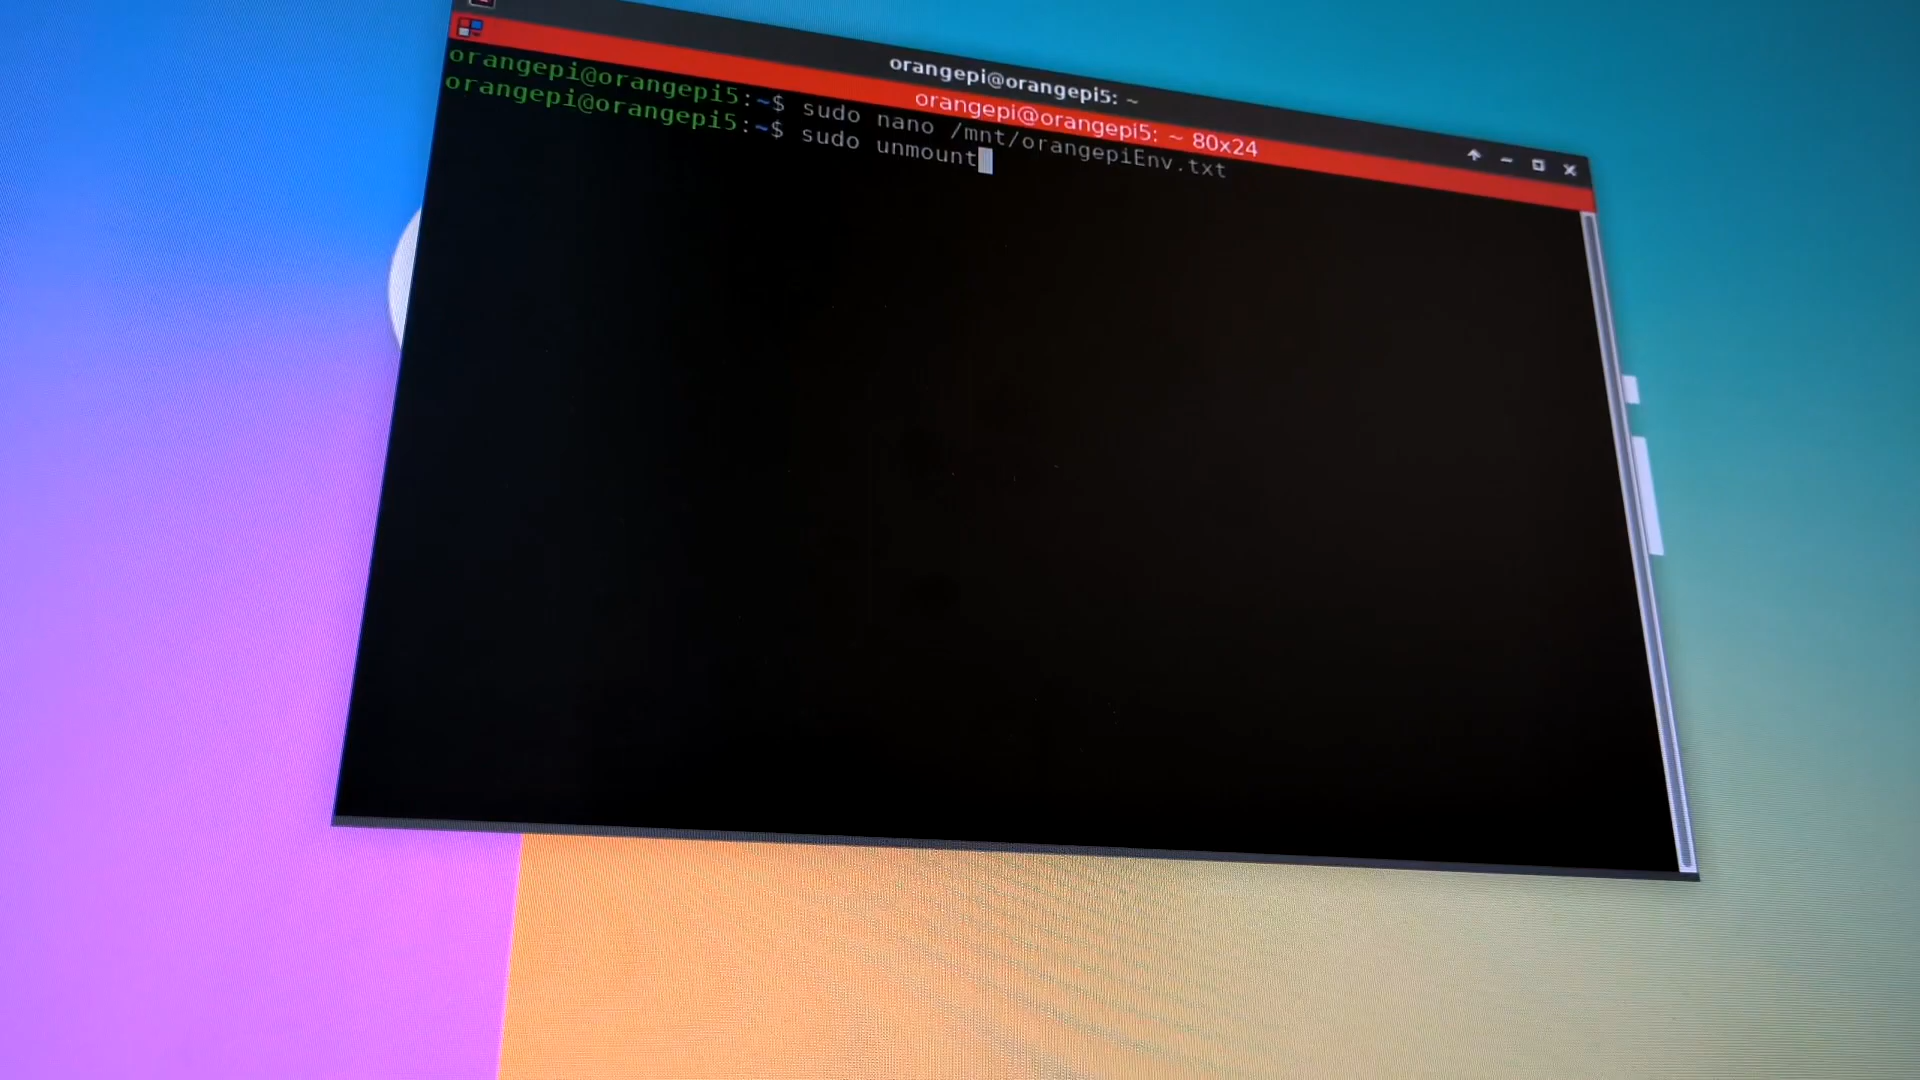 orangepi@orangepi5: ~
orangepi@orangepi5: ~ 80x24
orangepi@orangepi5:~$ sudo nano /mnt/orangepiEnv.txt
orangepi@orangepi5:~$ sudo unmount